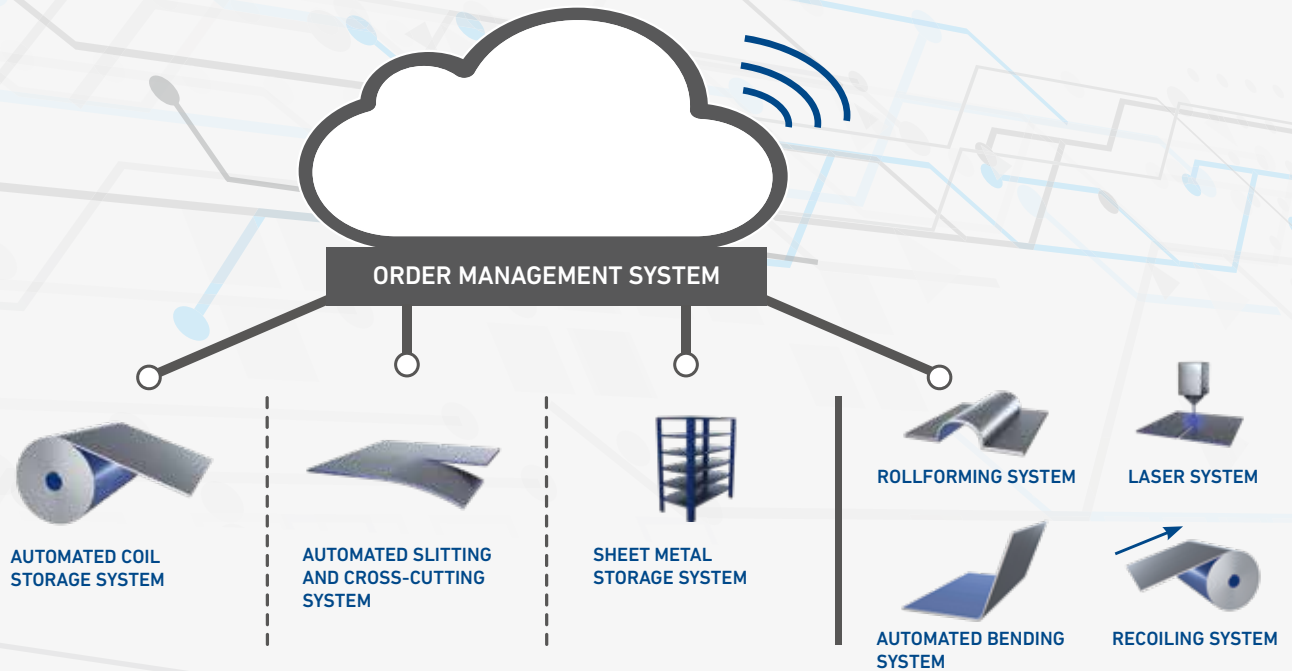 ORDER MANAGEMENT SYSTEM
AUTOMATED COIL
STORAGE SYSTEM
AUTOMATED SLITTING
AND CROSS-CUTTING
SYSTEM
SHEET METAL
STORAGE SYSTEM
ROLLFORMING SYSTEM
LASER SYSTEM
AUTOMATED BENDING
SYSTEM
RECOILING SYSTEM